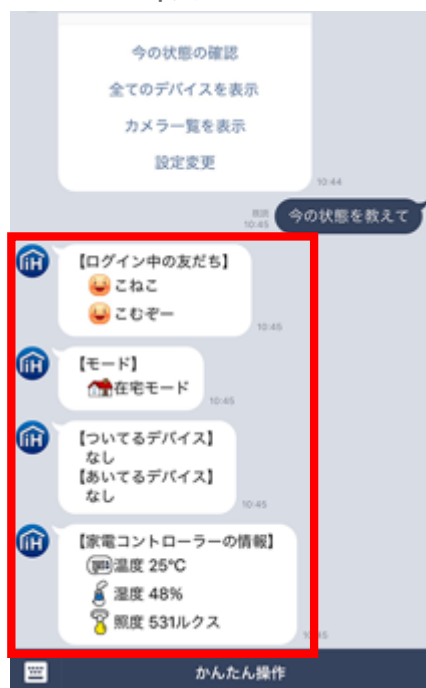 今の状態の確認
全てのデバイスを表示
カメラ一覧を表示
設定変更
10:44
既読
10:45
今の状態を教えて
iH
【ログイン中の友だち】
こねこ
こむぞー
10:45
iH
【モード】
在宅モード
10:45
iH
【ついてるデバイス】
なし
【あいてるデバイス】
なし
10:45
iH
【家電コントローラーの情報】
温度 25°C
湿度 48%
照度 531ルクス
10:45
かんたん操作